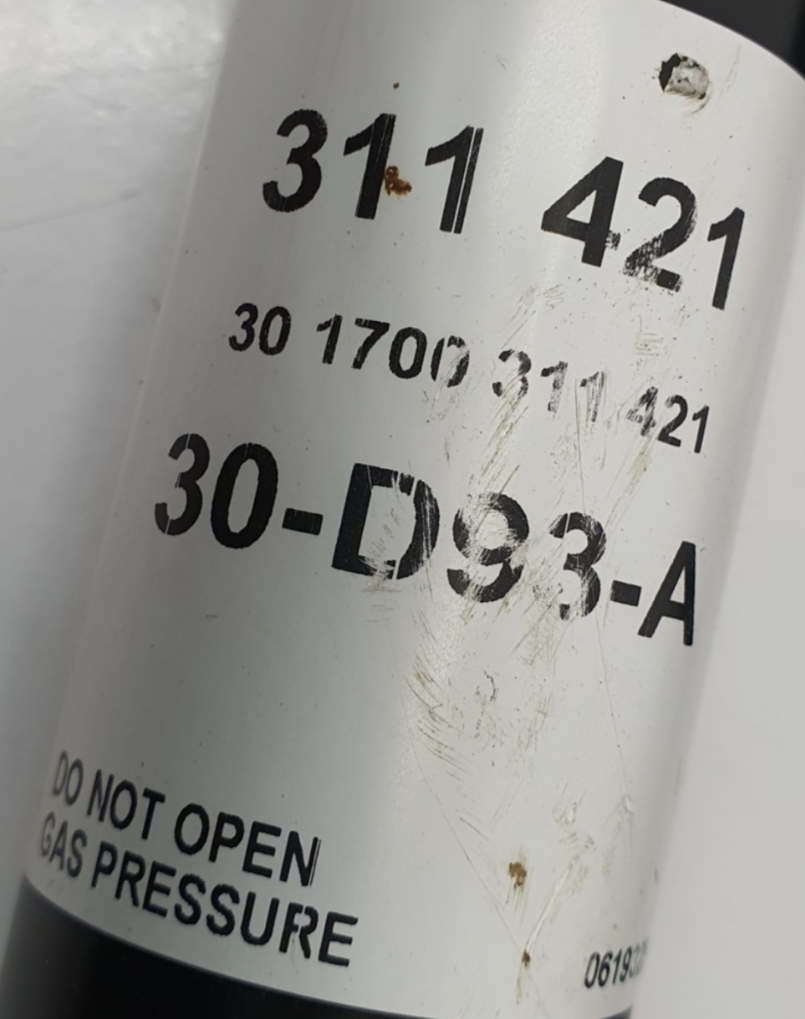 311 421
30 1700 311 421
30-D93-A
DO NOT OPEN
GAS PRESSURE